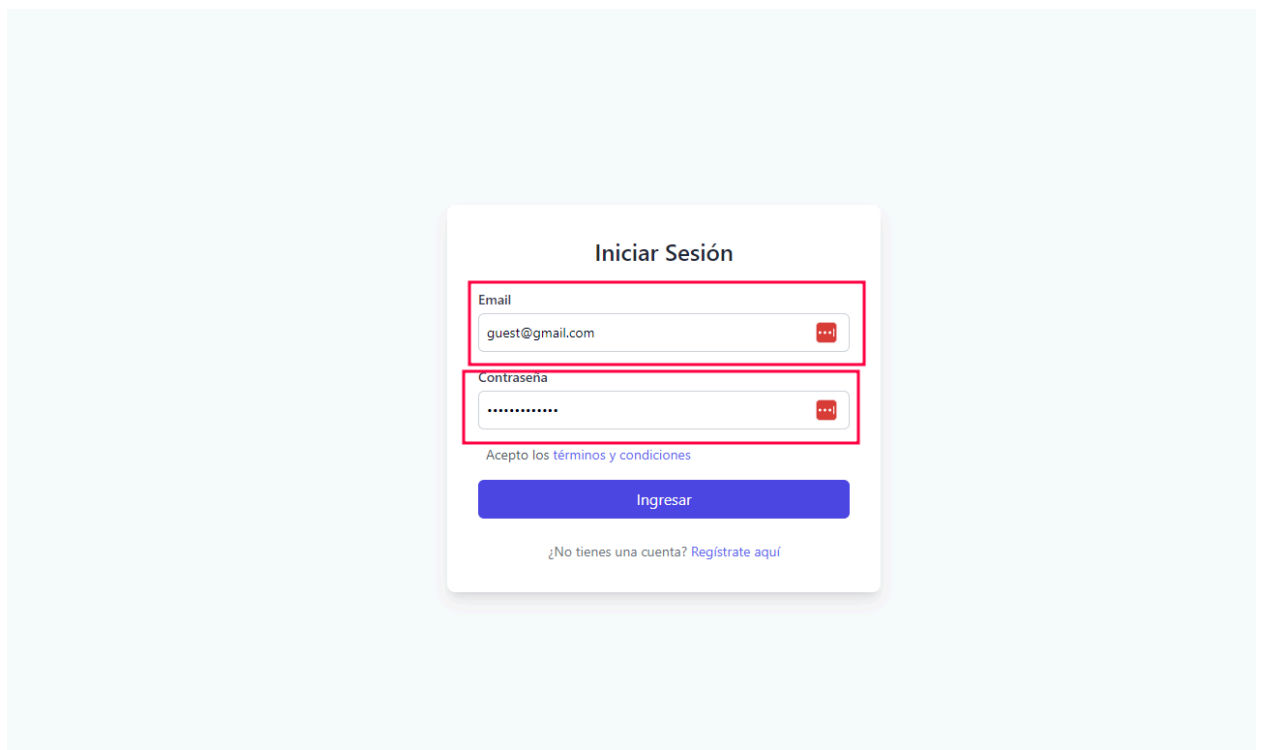 Iniciar Sesión
Email
guest@gmail.com
Contraseña
•••••••••••••
Acepto los términos y condiciones
Ingresar
¿No tienes una cuenta? Regístrate aquí